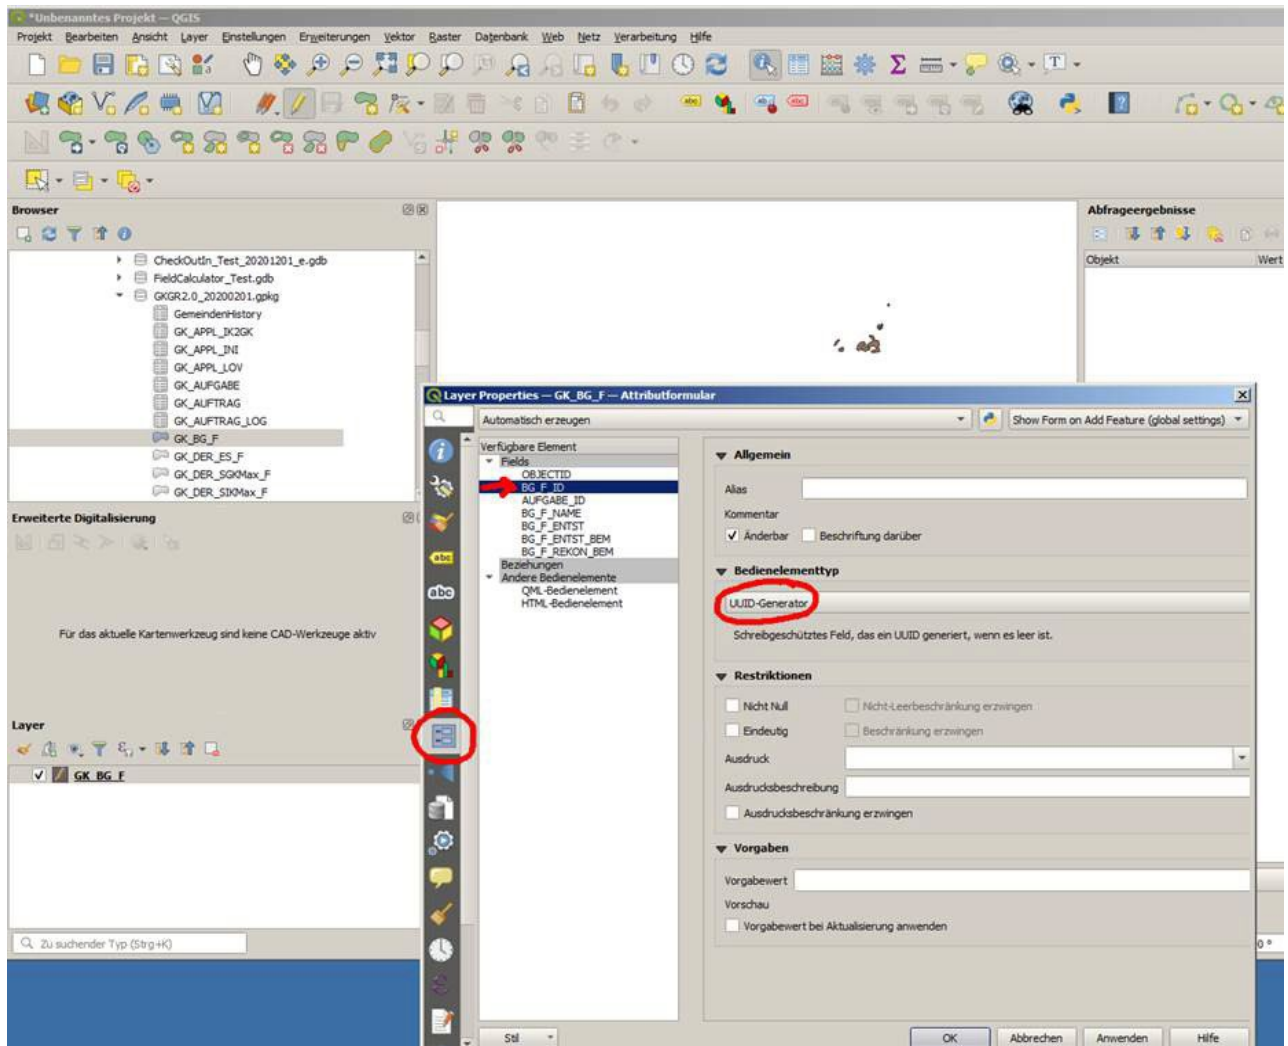 *Unbenanntes Projekt — QGIS
Projekt Bearbeiten Ansicht Layer Einstellungen Erweiterungen Vektor Raster Datenbank Web Netz Verarbeitung Hilfe
Browser
CheckOutIn_Test_20201201_e.gdb
FieldCalculator_Test.gdb
GKGR2.0_20200201.gpkg
GemeindenHistory
GK_APPL_IK2GK
GK_APPL_INI
GK_APPL_LOV
GK_AUFGABE
GK_AUFTRAG
GK_AUFTRAG_LOG
GK_BG_F
GK_DER_ES_F
GK_DER_SGKMax_F
GK_DER_SIKMax_F
Erweiterte Digitalisierung
Für das aktuelle Kartenwerkzeug sind keine CAD-Werkzeuge aktiv
Layer
GK_BG_F
Zu suchender Typ (Strg+K)
Abfrageergebnisse
Objekt Wert
Layer Properties — GK_BG_F — Attributformular
Automatisch erzeugen
Show Form on Add Feature (global settings)
Verfügbare Element
Fields
OBJECTID
BG_F_ID
AUFGABE_ID
BG_F_NAME
BG_F_ENTST
BG_F_ENTST_BEM
BG_F_REKON_BEM
Beziehungen
Andere Bedienelemente
QML-Bedienelement
HTML-Bedienelement
Allgemein
Alias
Kommentar
Änderbar Beschriftung darüber
Bedienelementtyp
UUID-Generator
Schreibgeschütztes Feld, das ein UUID generiert, wenn es leer ist.
Restriktionen
Nicht Null Nicht-Leerbeschränkung erzwingen
Eindeutig Beschränkung erzwingen
Ausdruck
Ausdrucksbeschreibung
Ausdrucksbeschränkung erzwingen
Vorgaben
Vorgabewert
Vorschau
Vorgabewert bei Aktualisierung anwenden
0 °
Stil
OK Abbrechen Anwenden Hilfe